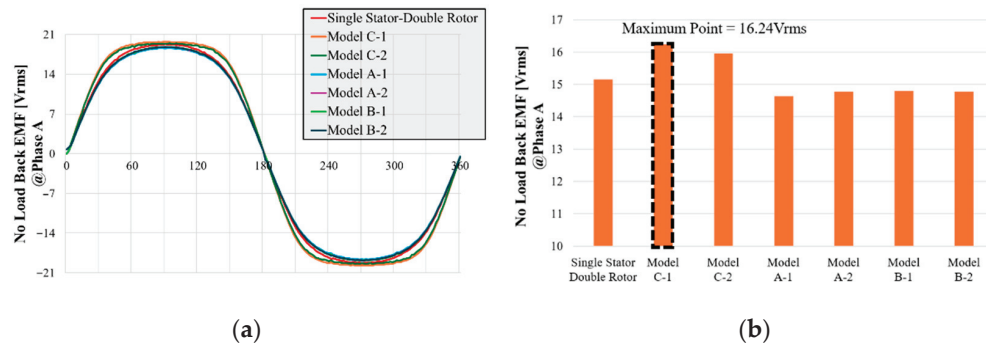 No Load Back EMF [Vrms]
@Phase A
21
14
7
0
−7
−14
−21
0
60
120
180
240
300
360
Single Stator-Double Rotor
Model C-1
Model C-2
Model A-1
Model A-2
Model B-1
Model B-2
(a)
No Load Back EMF [Vrms]
@Phase A
17
16
15
14
13
12
11
10
Maximum Point = 16.24Vrms
Single Stator
Double Rotor
Model
C-1
Model
C-2
Model
A-1
Model
A-2
Model
B-1
Model
B-2
(b)